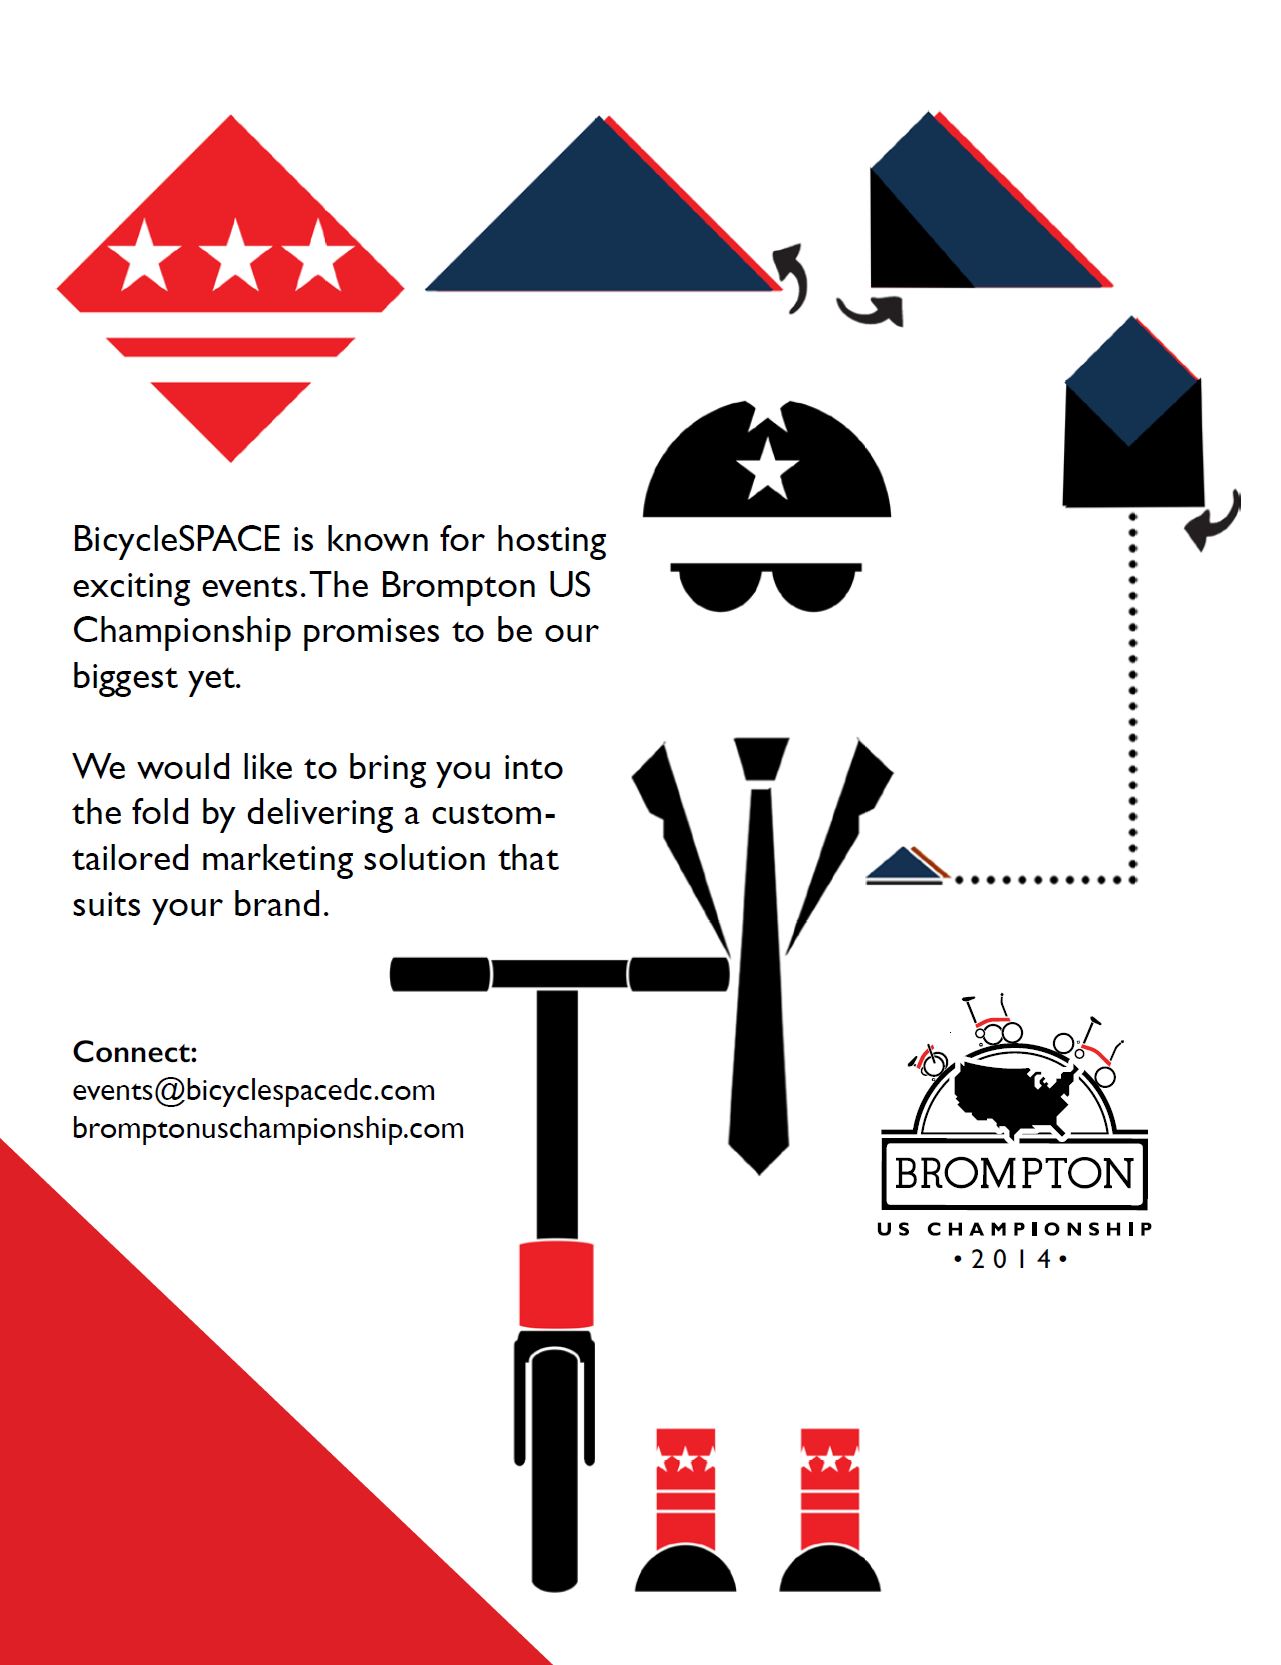 BicycleSPACE is known for hosting
exciting events. The Brompton US
Championship promises to be our
biggest yet.
We would like to bring you into
the fold by delivering a custom-
tailored marketing solution that
suits your brand.
Connect:
events@bicyclespacedc.com
bromptonuschampionship.com
BROMPTON
US CHAMPIONSHIP
•2014•